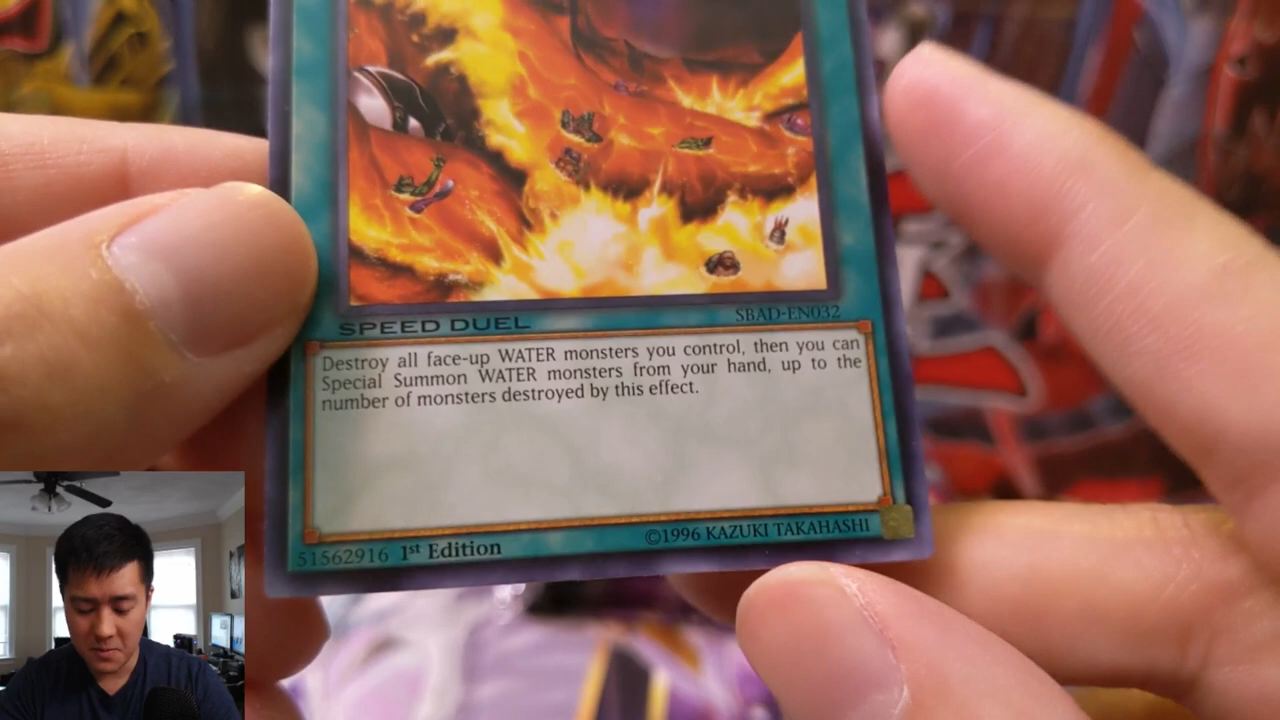 SPEED DUEL
SBAD-EN032
Destroy all face-up WATER monsters you control, then you can
Special Summon WATER monsters from your hand, up to the
number of monsters destroyed by this effect.
51562916 1st Edition
©1996 KAZUKI TAKAHASHI